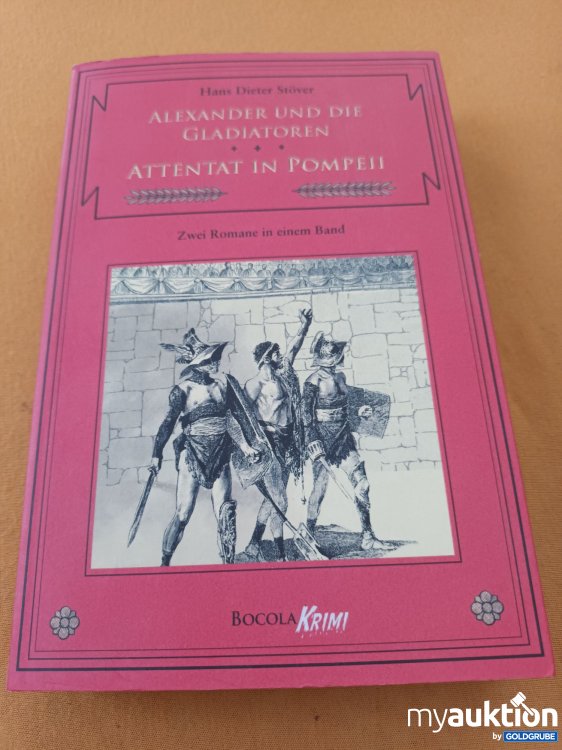 Hans Dieter Stöver
ALEXANDER UND DIE
GLADIATOREN
ATTENTAT IN POMPEII
Zwei Romane in einem Band
BOCOLA KRIMI
myauktion
by GOLDGRUBE